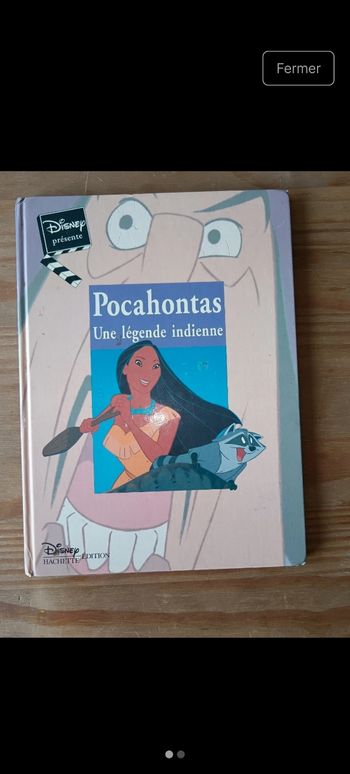 Fermer
Disney
présente
Pocahontas
Une légende indienne
Disney
HACHETTE ÉDITION